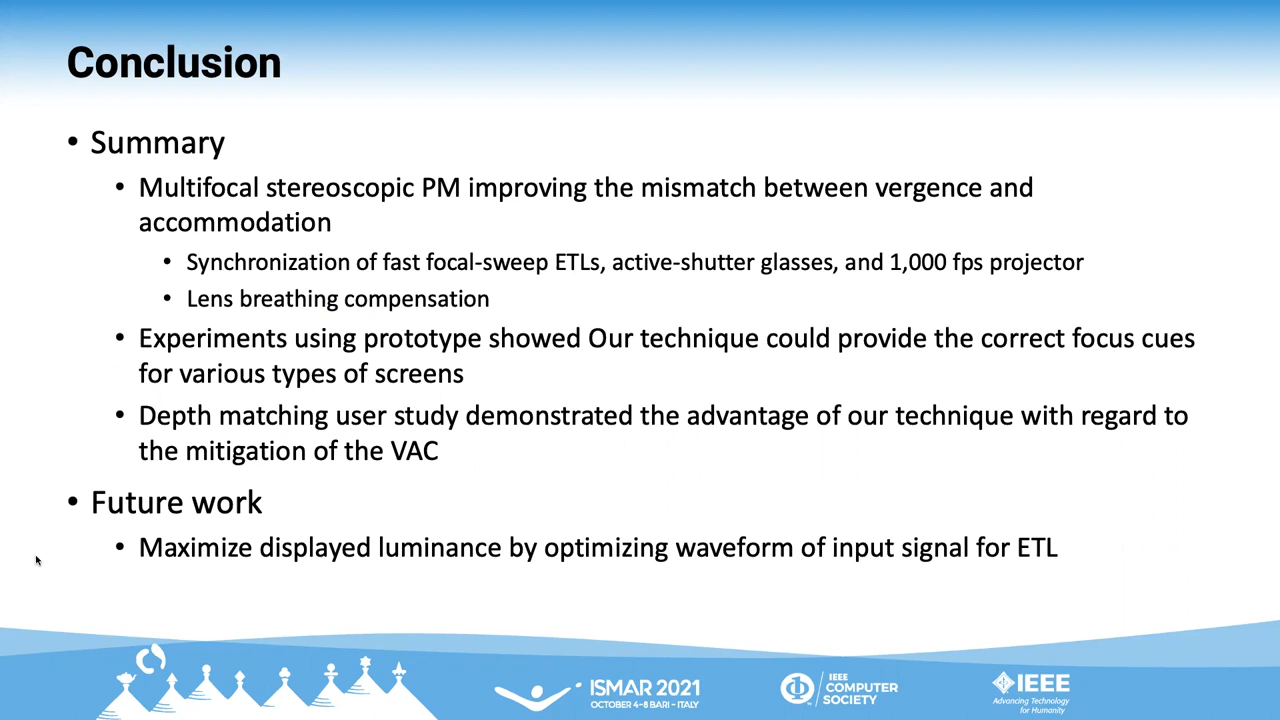 Conclusion
• Summary
• Multifocal stereoscopic PM improving the mismatch between vergence and
accommodation
• Synchronization of fast focal-sweep ETLs, active-shutter glasses, and 1,000 fps projector
• Lens breathing compensation
• Experiments using prototype showed Our technique could provide the correct focus cues
for various types of screens
• Depth matching user study demonstrated the advantage of our technique with regard to
the mitigation of the VAC
• Future work
• Maximize displayed luminance by optimizing waveform of input signal for ETL
ISMAR 2021
OCTOBER 4-8 BARI - ITALY
IEEE
COMPUTER
SOCIETY
IEEE
Advancing Technology
for Humanity